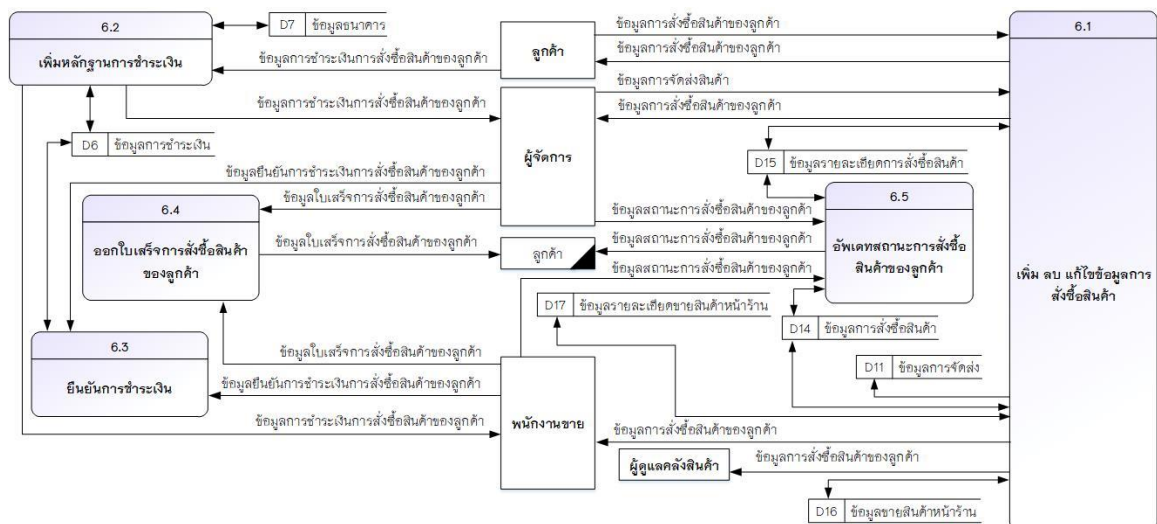 6.2
เพิ่มหลักฐานการชำระเงิน
D7 ข้อมูลธนาคาร
ข้อมูลการชำระเงินการสั่งซื้อสินค้าของลูกค้า
ลูกค้า
ข้อมูลการสั่งซื้อสินค้าของลูกค้า
ข้อมูลการสั่งซื้อสินค้าของลูกค้า
6.1
เพิ่ม ลบ แก้ไขข้อมูลการ
สั่งซื้อสินค้า
ข้อมูลการจัดส่งสินค้า
ข้อมูลการชำระเงินการสั่งซื้อสินค้าของลูกค้า
ข้อมูลการสั่งซื้อสินค้าของลูกค้า
D6 ข้อมูลการชำระเงิน
ผู้จัดการ
D15 ข้อมูลรายละเอียดการสั่งซื้อสินค้า
ข้อมูลยืนยันการชำระเงินการสั่งซื้อสินค้าของลูกค้า
ข้อมูลใบเสร็จการสั่งซื้อสินค้าของลูกค้า
6.4
ออกใบเสร็จการสั่งซื้อสินค้า
ของลูกค้า
ข้อมูลสถานะการสั่งซื้อสินค้าของลูกค้า
6.5
อัพเดทสถานะการสั่งซื้อ
สินค้าของลูกค้า
ข้อมูลใบเสร็จการสั่งซื้อสินค้าของลูกค้า
ลูกค้า
ข้อมูลสถานะการสั่งซื้อสินค้าของลูกค้า
ข้อมูลสถานะการสั่งซื้อสินค้าของลูกค้า
D17 ข้อมูลรายละเอียดขายสินค้าหน้าร้าน
D14 ข้อมูลการสั่งซื้อสินค้า
6.3
ยืนยันการชำระเงิน
ข้อมูลใบเสร็จการสั่งซื้อสินค้าของลูกค้า
D11 ข้อมูลการจัดส่ง
ข้อมูลยืนยันการชำระเงินการสั่งซื้อสินค้าของลูกค้า
ข้อมูลการชำระเงินการสั่งซื้อสินค้าของลูกค้า
พนักงานขาย
ข้อมูลการสั่งซื้อสินค้าของลูกค้า
ผู้ดูแลคลังสินค้า
ข้อมูลการสั่งซื้อสินค้าของลูกค้า
D16 ข้อมูลขายสินค้าหน้าร้าน